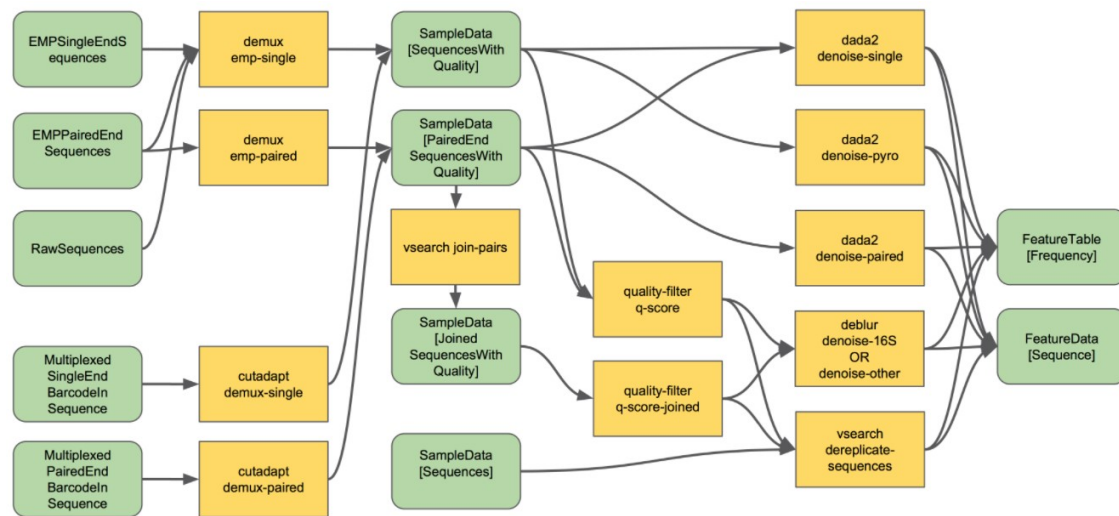 EMPSingleEndS
equences
demux
emp-single
SampleData
[SequencesWith
Quality]
dada2
denoise-single
EMPPairedEnd
Sequences
demux
emp-paired
SampleData
[PairedEnd
SequencesWith
Quality]
dada2
denoise-pyro
RawSequences
vsearch join-pairs
dada2
denoise-paired
FeatureTable
[Frequency]
quality-filter
q-score
SampleData
[Joined
SequencesWith
Quality]
deblur
denoise-16S
OR
denoise-other
FeatureData
[Sequence]
Multiplexed
SingleEnd
BarcodeIn
Sequence
cutadapt
demux-single
quality-filter
q-score-joined
Multiplexed
PairedEnd
BarcodeIn
Sequence
cutadapt
demux-paired
SampleData
[Sequences]
vsearch
dereplicate-
sequences